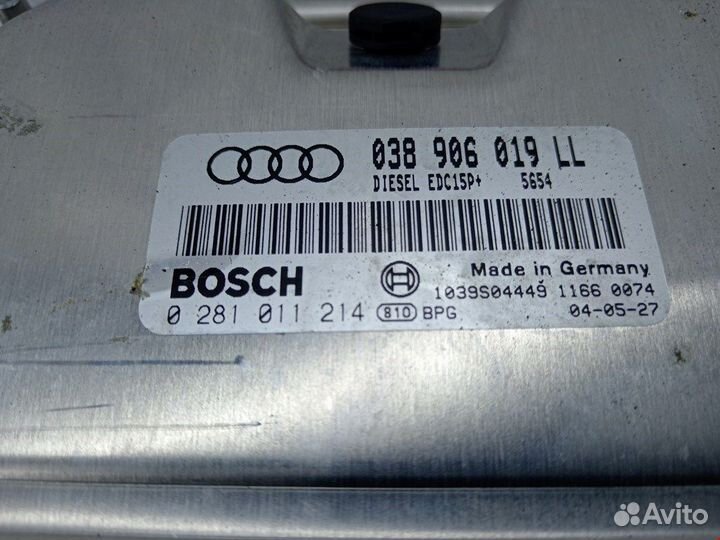 038 906 019 LL
DIESEL EDC15P+ 5654
BOSCH
Made in Germany
1039S04449 1166 0074
0 281 011 214 810 BPG 04-05-27
Avito